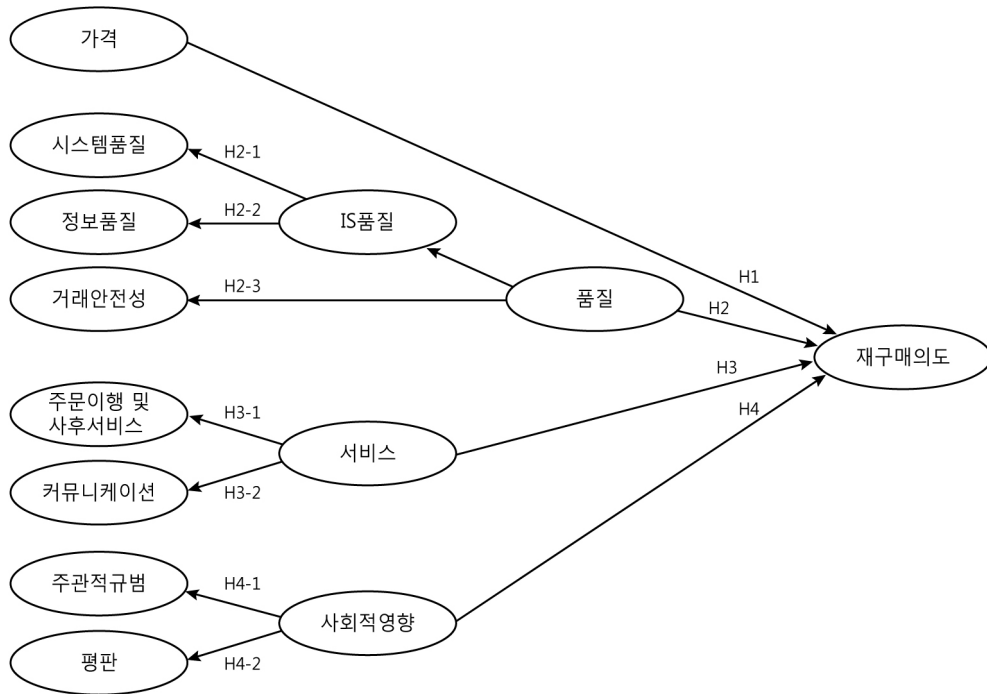 가격
시스템품질
H2-1
정보품질
H2-2
IS품질
거래안전성
H2-3
품질
H1
H2
재구매의도
주문이행 및
사후서비스
H3-1
서비스
H3
H4
커뮤니케이션
H3-2
주관적규범
H4-1
사회적영향
평판
H4-2